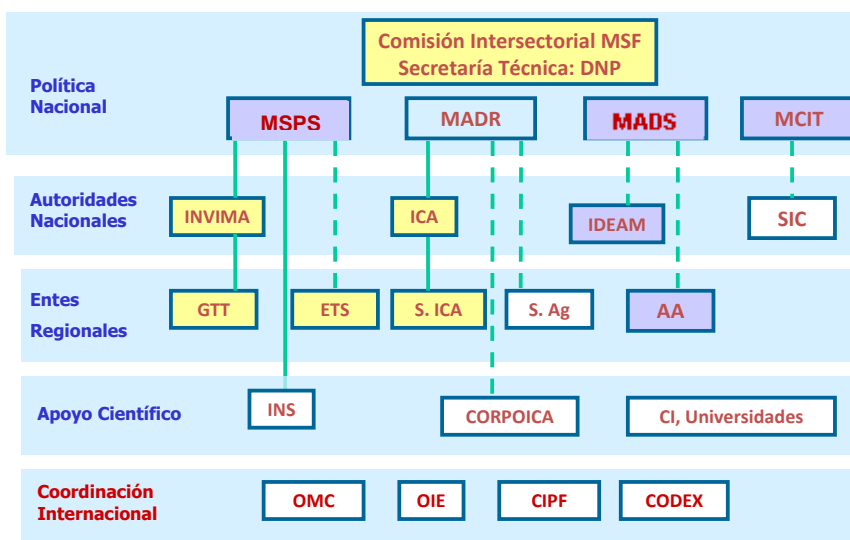 Comisión Intersectorial MSF
Secretaría Técnica: DNP
Política
Nacional
MSPS
MADR
MADS
MCIT
Autoridades
Nacionales
INVIMA
ICA
IDEAM
SIC
Entes
Regionales
GTT
ETS
S. ICA
S. Ag
AA
Apoyo Científico
INS
CORPOICA
CI, Universidades
Coordinación
Internacional
OMC
OIE
CIPF
CODEX